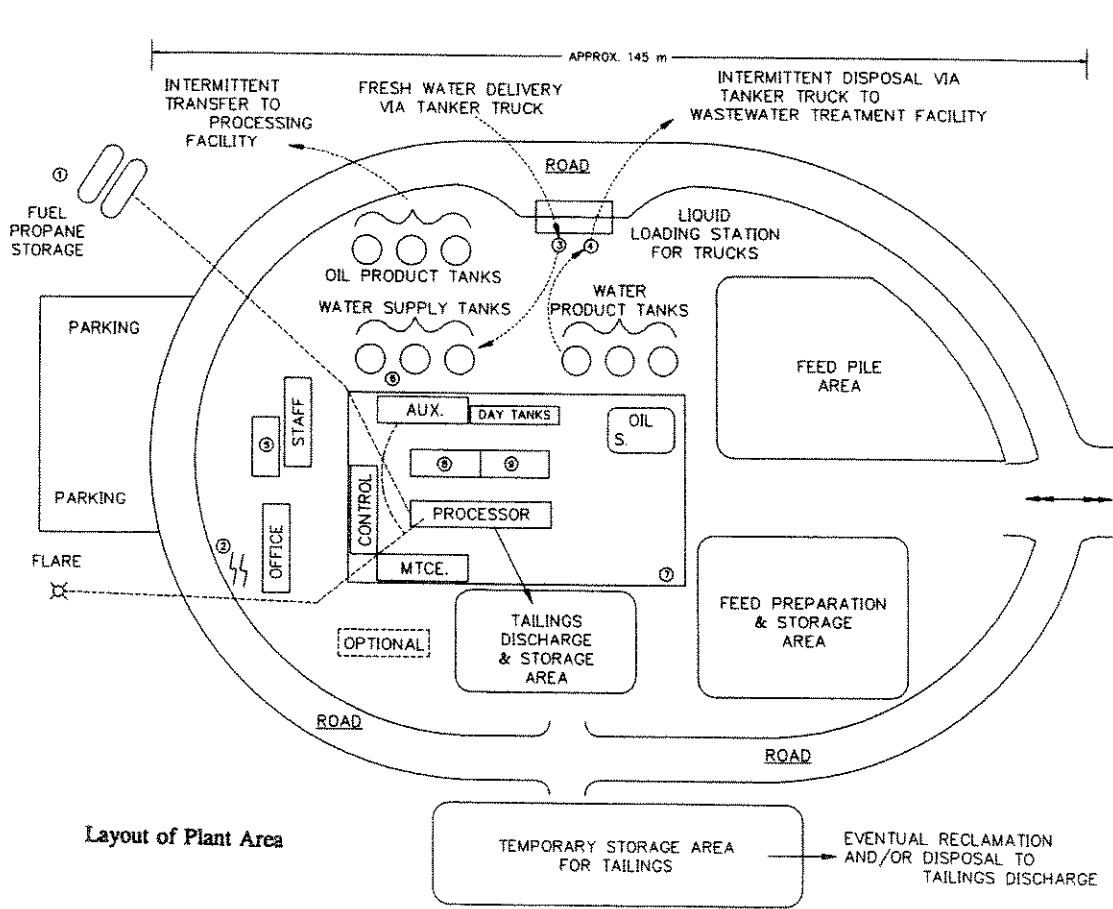 APPROX. 145 m
INTERMITTENT
TRANSFER TO
PROCESSING
FACILITY
FRESH WATER DELIVERY
VIA TANKER TRUCK
INTERMITTENT DISPOSAL VIA
TANKER TRUCK TO
WASTEWATER TREATMENT FACILITY
ROAD
1
FUEL
PROPANE
STORAGE
LIQUID
LOADING STATION
FOR TRUCKS
3
4
OIL PRODUCT TANKS
WATER SUPPLY TANKS
WATER
PRODUCT TANKS
PARKING
FEED PILE
AREA
6
AUX.
DAY TANKS
OIL
S.
STAFF
5
8
9
CONTROL
PROCESSOR
PARKING
OFFICE
2
FLARE
MTCE.
7
TAILINGS
DISCHARGE
& STORAGE
AREA
FEED PREPARATION
& STORAGE
AREA
OPTIONAL
ROAD
ROAD
Layout of Plant Area
TEMPORARY STORAGE AREA
FOR TAILINGS
EVENTUAL RECLAMATION
AND/OR DISPOSAL TO
TAILINGS DISCHARGE